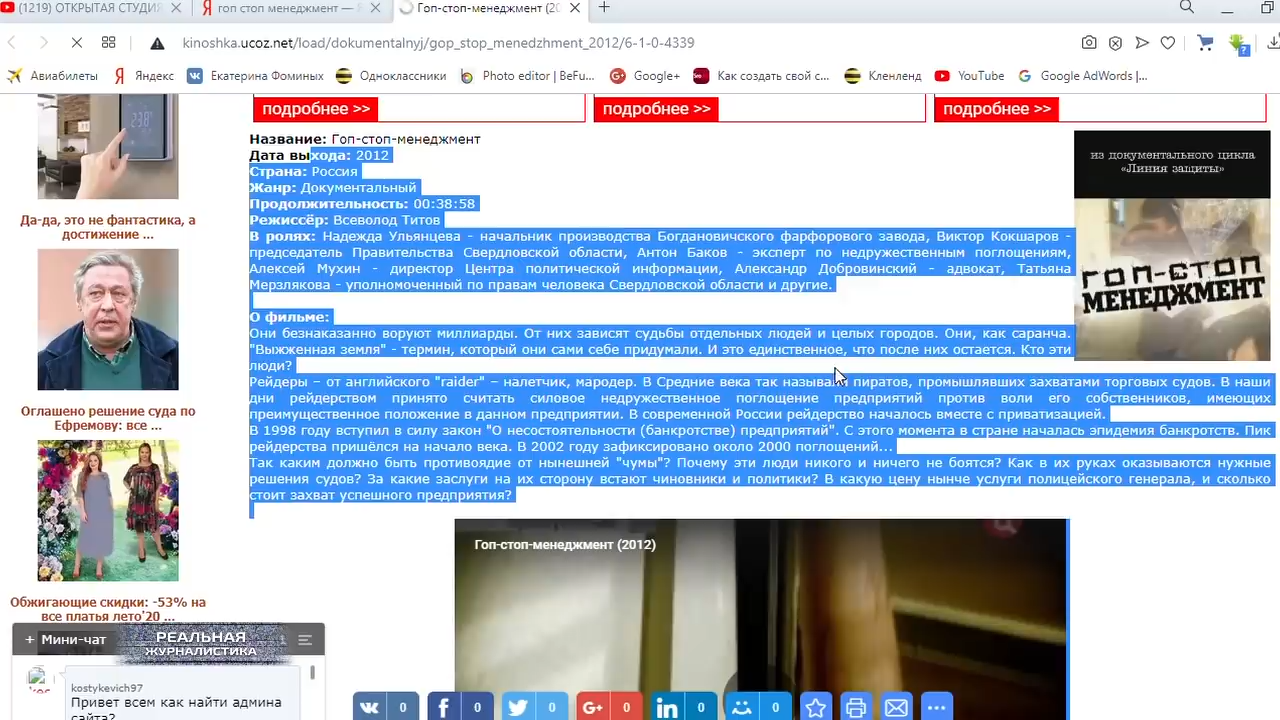 (1219) ОТКРЫТАЯ СТУДИЯ
гоп стоп менеджмент —
Гоп-стоп-менеджмент (20
kinoshka.ucoz.net/load/dokumentalnyj/gop_stop_menedzhment_2012/6-1-0-4339
Авиабилеты
Яндекс
Екатерина Фоминых
Одноклассники
Photo editor | BeFu...
Google+
Как создать свой с...
Кленленд
YouTube
Google AdWords |...
подробнее >>
подробнее >>
подробнее >>
Да-да, это не фантастика, а
достижение ...
Оглашено решение суда по
Ефремову: все ...
Обжигающие скидки: -53% на
все платья лето'20 ...
Название: Гоп-стоп-менеджмент
Дата выхода: 2012
Страна: Россия
Жанр: Документальный
Продолжительность: 00:38:58
Режиссёр: Всеволод Титов
В ролях: Надежда Ульянцева - начальник производства Богдановичского фарфорового завода, Виктор Кокшаров -
председатель Правительства Свердловской области, Антон Баков - эксперт по недружественным поглощениям,
Алексей Мухин - директор Центра политической информации, Александр Добровинский - адвокат, Татьяна
Мерзлякова - уполномоченный по правам человека Свердловской области и другие.
О фильме:
Они безнаказанно воруют миллиарды. От них зависят судьбы отдельных людей и целых городов. Они, как саранча.
"Выжженная земля" - термин, который они сами себе придумали. И это единственное, что после них остается. Кто эти
люди?
Рейдеры – от английского "raider" – налетчик, мародер. В Средние века так называли пиратов, промышлявших захватами торговых судов. В наши
дни рейдерством принято считать силовое недружественное поглощение предприятий против воли его собственников, имеющих
преимущественное положение в данном предприятии. В современной России рейдерство началось вместе с приватизацией.
В 1998 году вступил в силу закон "О несостоятельности (банкротстве) предприятий". С этого момента в стране началась эпидемия банкротств. Пик
рейдерства пришёлся на начало века. В 2002 году зафиксировано около 2000 поглощений...
Так каким должно быть противоядие от нынешней "чумы"? Почему эти люди никого и ничего не боятся? Как в их руках оказываются нужные
решения судов? За какие заслуги на их сторону встают чиновники и политики? В какую цену нынче услуги полицейского генерала, и сколько
стоит захват успешного предприятия?
из документального цикла
«Линия защиты»
ГОП-СТОП
МЕНЕДЖМЕНТ
Гоп-стоп-менеджмент (2012)
+ Мини-чат
РЕАЛЬНАЯ
ЖУРНАЛИСТИКА
kostykevich97
Привет всем как найти админа
сайта?
0
0
0
0
0
0